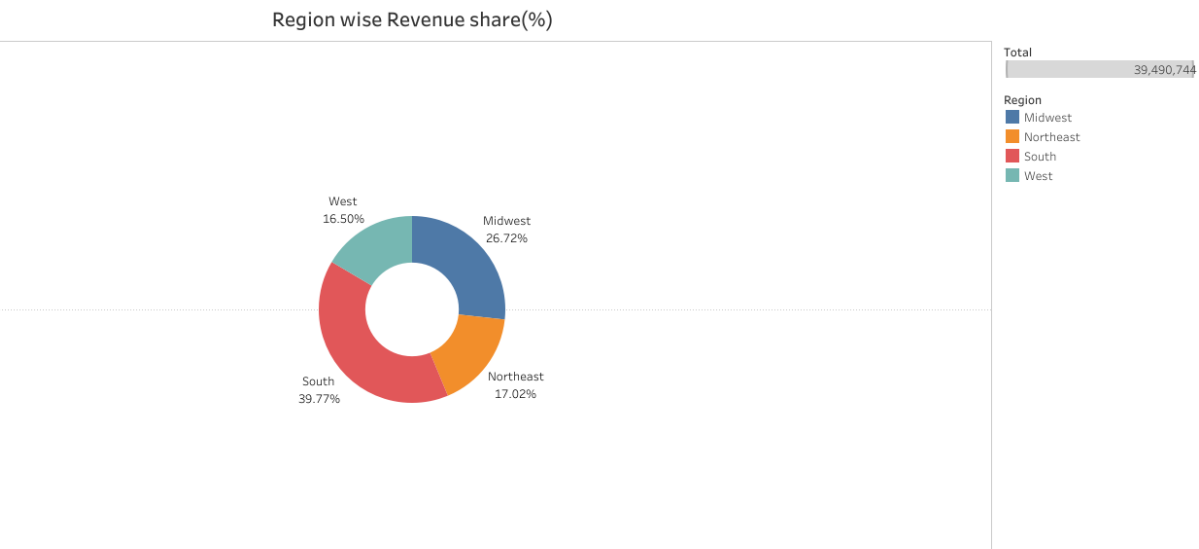 Region wise Revenue share(%)
Total
39,490,744
Region
Midwest
Northeast
South
West
West
16.50%
Midwest
26.72%
Northeast
17.02%
South
39.77%